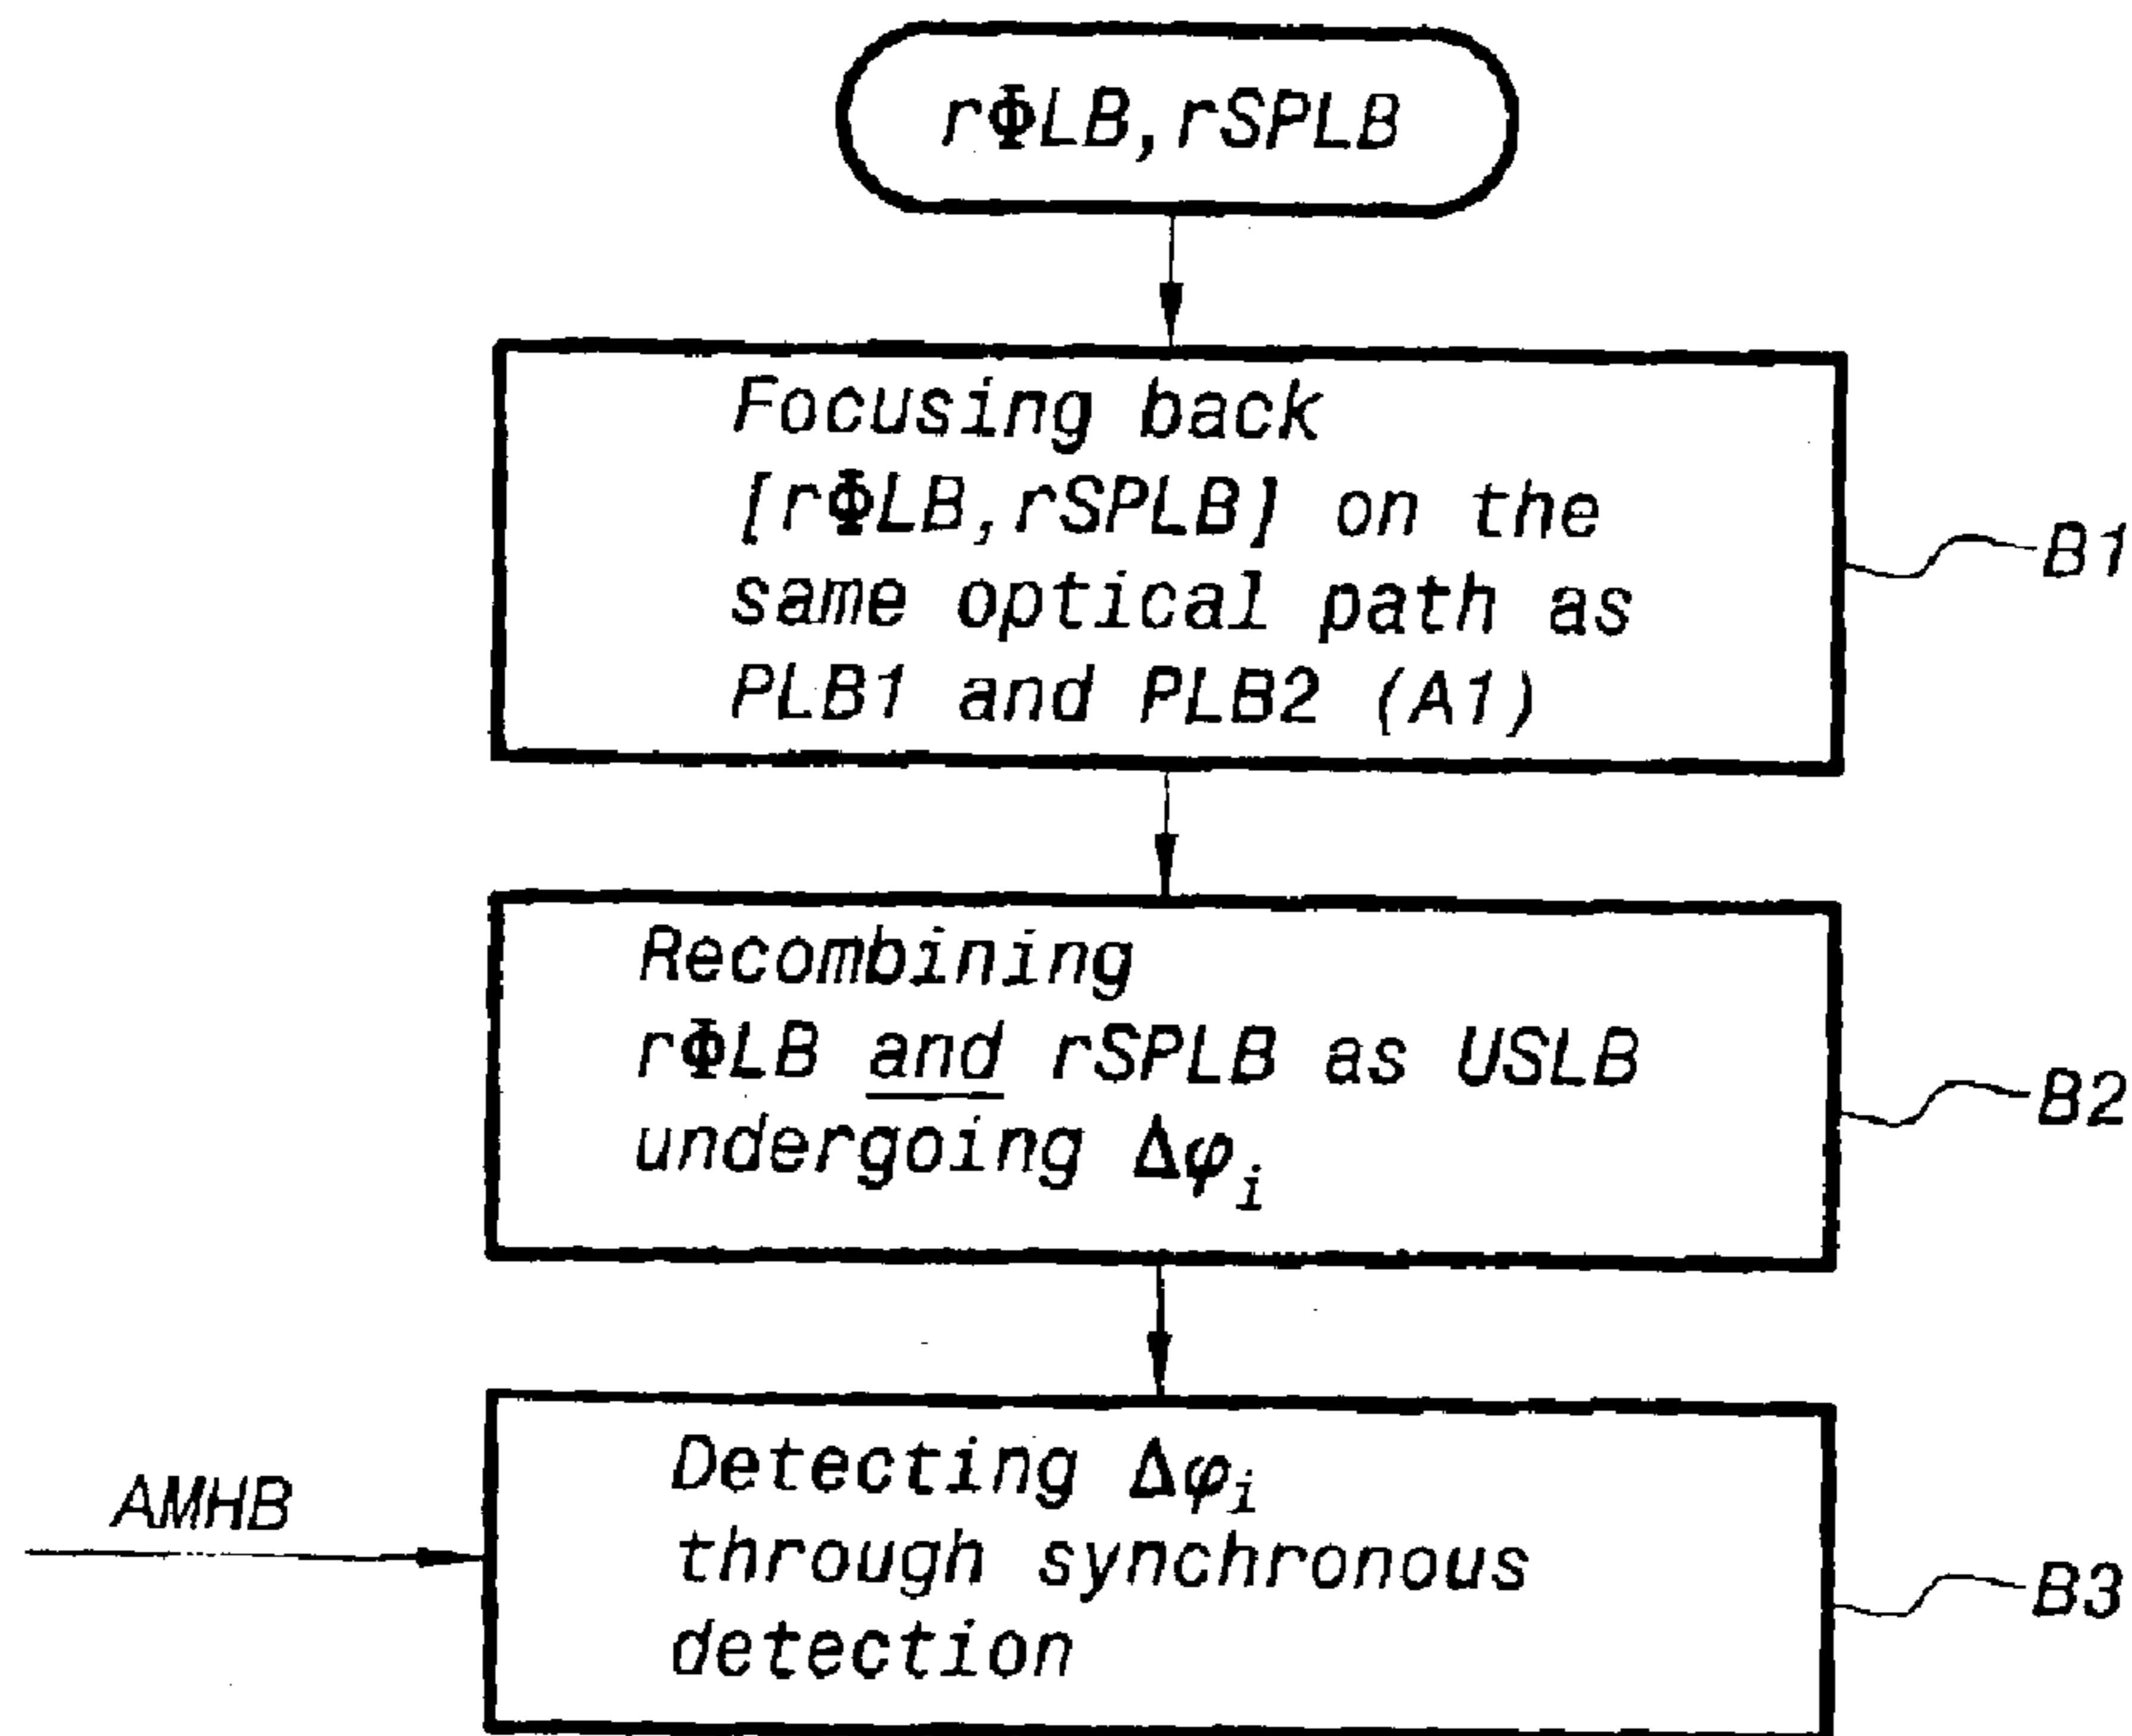 rΦLB,rSPLB
Focusing back
[rΦLB,rSPLB] on the
same optical path as
PLB1 and PLB2 (A1)
B1
Recombining
rΦLB and rSPLB as USLB
undergoing Δφi
B2
Detecting Δφi
through synchronous
detection
AMHB
B3